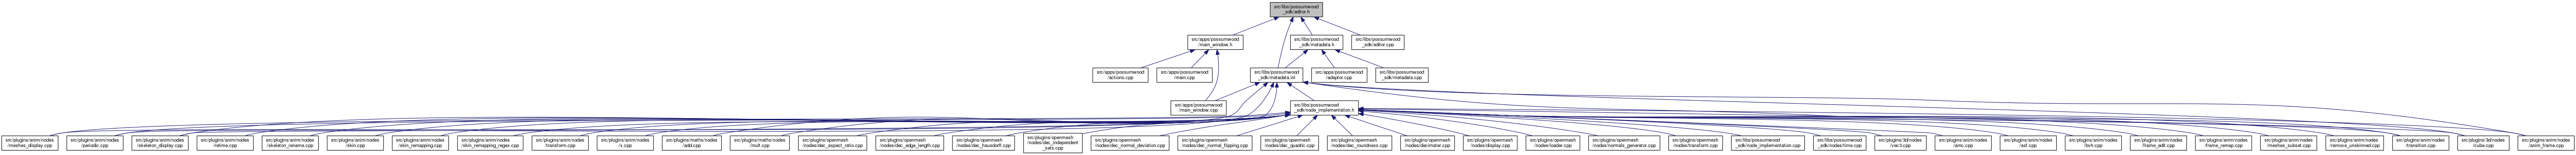 src/libs/possumwood
_sdk/editor.h
src/apps/possumwood
/main_window.h
src/libs/possumwood
_sdk/metadata.h
src/libs/possumwood
_sdk/editor.cpp
src/apps/possumwood
/actions.cpp
src/apps/possumwood
/main.cpp
src/libs/possumwood
_sdk/metadata.inl
src/apps/possumwood
/adaptor.cpp
src/libs/possumwood
_sdk/metadata.cpp
src/apps/possumwood
/main_window.cpp
src/libs/possumwood
_sdk/node_implementation.h
src/plugins/anim/nodes
/meshes_display.cpp
src/plugins/anim/nodes
/periodic.cpp
src/plugins/anim/nodes
/skeleton_display.cpp
src/plugins/anim/nodes
/retime.cpp
src/plugins/anim/nodes
/skeleton_rename.cpp
src/plugins/anim/nodes
/skin.cpp
src/plugins/anim/nodes
/skin_remapping.cpp
src/plugins/anim/nodes
/skin_remapping_regex.cpp
src/plugins/anim/nodes
/transform.cpp
src/plugins/anim/nodes
/x.cpp
src/plugins/maths/nodes
/add.cpp
src/plugins/maths/nodes
/mult.cpp
src/plugins/openmesh
/nodes/dec_aspect_ratio.cpp
src/plugins/openmesh
/nodes/dec_edge_length.cpp
src/plugins/openmesh
/nodes/dec_hausdorff.cpp
src/plugins/openmesh
/nodes/dec_independent
_sets.cpp
src/plugins/openmesh
/nodes/dec_normal_deviation.cpp
src/plugins/openmesh
/nodes/dec_normal_flipping.cpp
src/plugins/openmesh
/nodes/dec_quadric.cpp
src/plugins/openmesh
/nodes/dec_roundness.cpp
src/plugins/openmesh
/nodes/decimater.cpp
src/plugins/openmesh
/nodes/display.cpp
src/plugins/openmesh
/nodes/loader.cpp
src/plugins/openmesh
/nodes/normals_generator.cpp
src/plugins/openmesh
/nodes/transform.cpp
src/libs/possumwood
_sdk/node_implementation.cpp
src/libs/possumwood
_sdk/nodes/time.cpp
src/plugins/3d/nodes
/vec3.cpp
src/plugins/anim/nodes
/amc.cpp
src/plugins/anim/nodes
/asf.cpp
src/plugins/anim/nodes
/bvh.cpp
src/plugins/anim/nodes
/frame_edit.cpp
src/plugins/anim/nodes
/frame_remap.cpp
src/plugins/anim/nodes
/meshes_subset.cpp
src/plugins/anim/nodes
/remove_unskinned.cpp
src/plugins/anim/nodes
/transition.cpp
src/plugins/3d/nodes
/cube.cpp
src/plugins/anim/nodes
/anim_frame.cpp